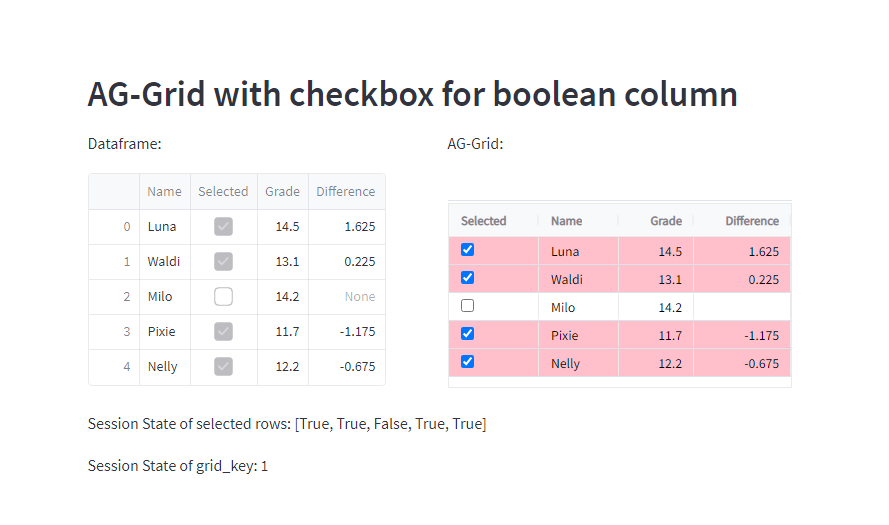 AG-Grid with checkbox for boolean column
Dataframe:
Name Selected Grade Difference
0 Luna 14.5 1.625
1 Waldi 13.1 0.225
2 Milo 14.2 None
3 Pixie 11.7 -1.175
4 Nelly 12.2 -0.675
AG-Grid:
Selected Name Grade Difference
Luna 14.5 1.625
Waldi 13.1 0.225
Milo 14.2
Pixie 11.7 -1.175
Nelly 12.2 -0.675
Session State of selected rows: [True, True, False, True, True]
Session State of grid_key: 1